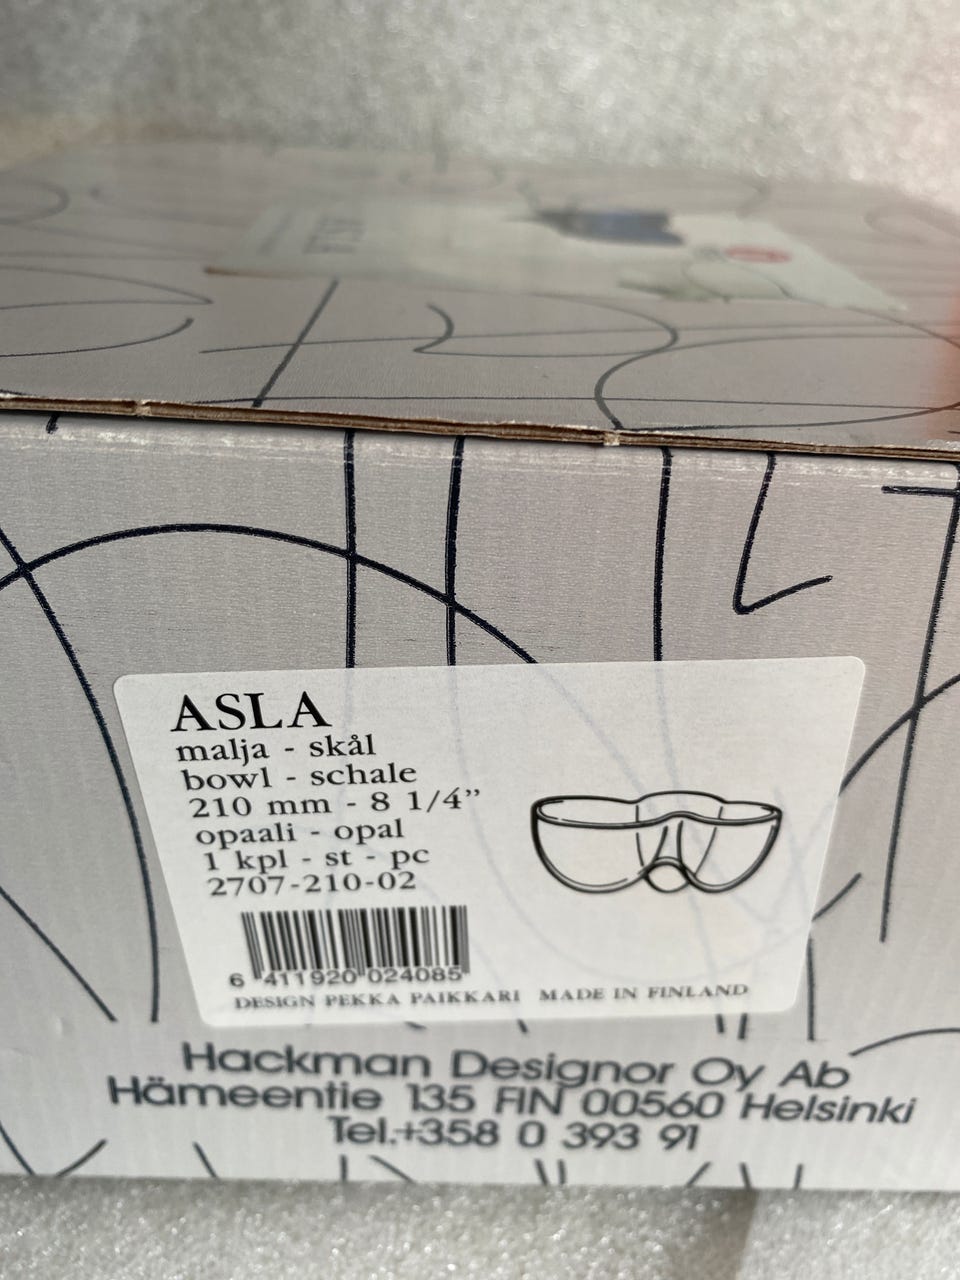 ASLA
ASLA
malja - skål
bowl - schale
210 mm - 8 1/4”
opaali - opal
1 kpl - st - pc
2707-210-02
6 411920 024085
DESIGN PEKKA PAIKKARI MADE IN FINLAND
Hackman Designor Oy Ab
Hämeentie 135 FIN 00560 Helsinki
Tel.+358 0 393 91